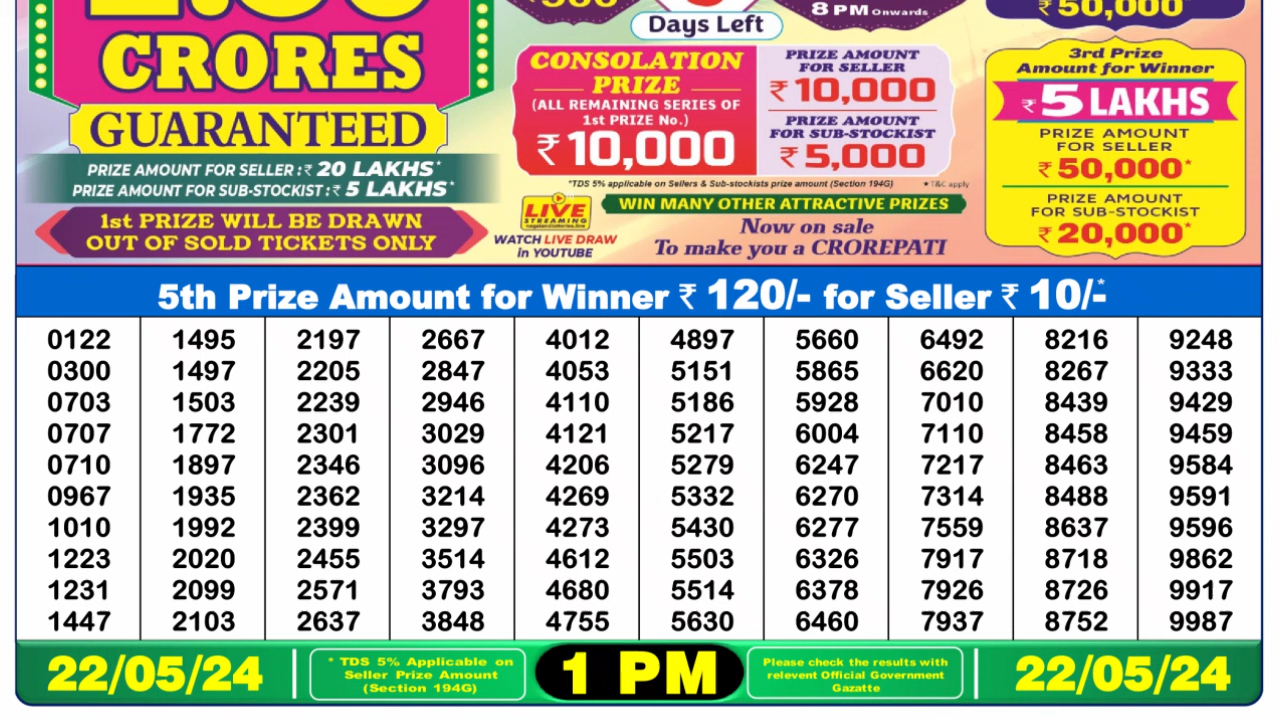 CRORES
GUARANTEED
PRIZE AMOUNT FOR SELLER :₹ 20 LAKHS*
PRIZE AMOUNT FOR SUB-STOCKIST :₹ 5 LAKHS*
1st PRIZE WILL BE DRAWN
OUT OF SOLD TICKETS ONLY
Days Left
8 PM Onwards
₹ 50,000*
CONSOLATION
PRIZE
(ALL REMAINING SERIES OF
1st PRIZE No.)
₹ 10,000
PRIZE AMOUNT
FOR SELLER
₹ 10,000
PRIZE AMOUNT
FOR SUB-STOCKIST
₹ 5,000
*TDS 5% applicable on Sellers & Sub-stockists prize amount (Section 194G)
★ T&C apply
LIVE
STREAMING
WATCH LIVE DRAW
in YOUTUBE
WIN MANY OTHER ATTRACTIVE PRIZES
Now on sale
To make you a CROREPATI
3rd Prize
Amount for Winner
₹ 5 LAKHS
PRIZE AMOUNT
FOR SELLER
₹ 50,000*
PRIZE AMOUNT
FOR SUB-STOCKIST
₹ 20,000*
5th Prize Amount for Winner ₹ 120/- for Seller ₹ 10/-*
0122 1495 2197 2667 4012 4897 5660 6492 8216 9248
0300 1497 2205 2847 4053 5151 5865 6620 8267 9333
0703 1503 2239 2946 4110 5186 5928 7010 8439 9429
0707 1772 2301 3029 4121 5217 6004 7110 8458 9459
0710 1897 2346 3096 4206 5279 6247 7217 8463 9584
0967 1935 2362 3214 4269 5332 6270 7314 8488 9591
1010 1992 2399 3297 4273 5430 6277 7559 8637 9596
1223 2020 2455 3514 4612 5503 6326 7917 8718 9862
1231 2099 2571 3793 4680 5514 6378 7926 8726 9917
1447 2103 2637 3848 4755 5630 6460 7937 8752 9987
22/05/24
* TDS 5% Applicable on
Seller Prize Amount
(Section 194G)
1 PM
Please check the results with
relevent Official Government
Gazatte
22/05/24